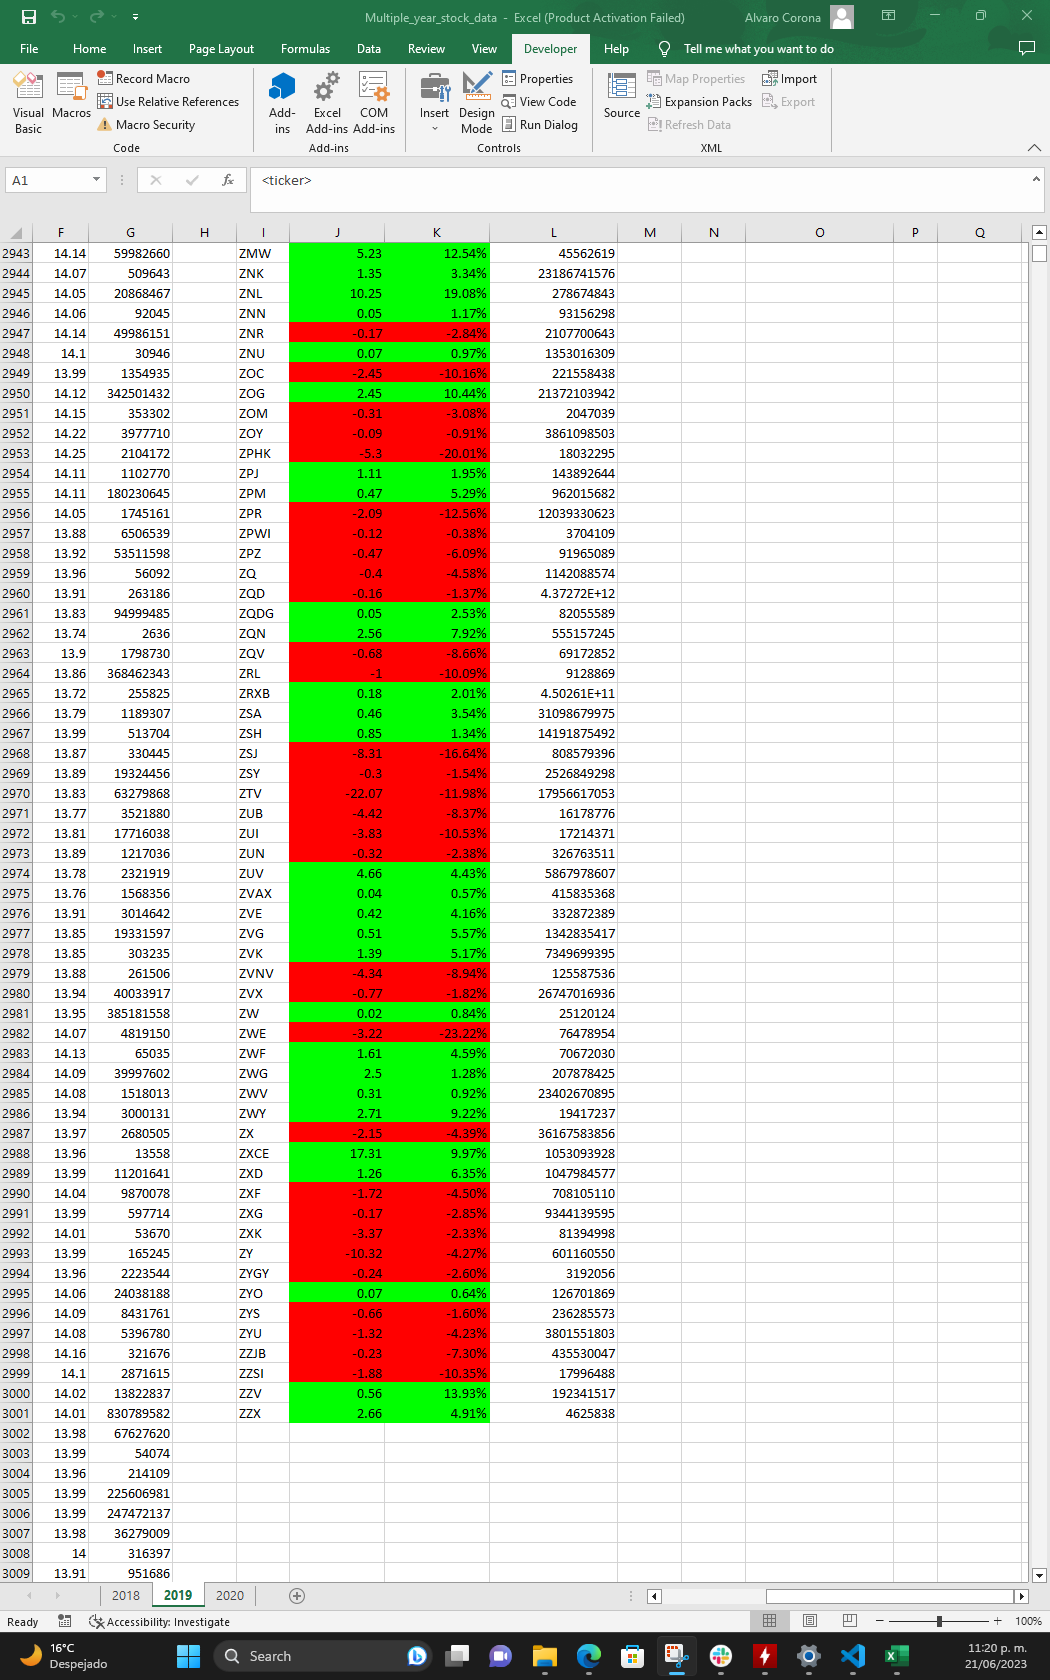 Multiple_year_stock_data - Excel (Product Activation Failed)
Alvaro Corona
File Home Insert Page Layout Formulas Data Review View Developer Help Tell me what you want to do
Visual Basic
Macros
Record Macro
Use Relative References
Macro Security
Code
Add-ins
Excel Add-ins
COM Add-ins
Add-ins
Insert
Design Mode
Properties
View Code
Run Dialog
Controls
Source
Map Properties
Expansion Packs
Refresh Data
Import
Export
XML
A1 fx <ticker>
F G H I J K L M N O P Q
2943 14.14 59982660 ZMW 5.23 12.54% 45562619
2944 14.07 509643 ZNK 1.35 3.34% 23186741576
2945 14.05 20868467 ZNL 10.25 19.08% 278674843
2946 14.06 92045 ZNN 0.05 1.17% 93156298
2947 14.14 49986151 ZNR -0.17 -2.84% 2107700643
2948 14.1 30946 ZNU 0.07 0.97% 1353016309
2949 13.99 1354935 ZOC -2.45 -10.16% 221558438
2950 14.12 342501432 ZOG 2.45 10.44% 21372103942
2951 14.15 353302 ZOM -0.31 -3.08% 2047039
2952 14.22 3977710 ZOY -0.09 -0.91% 3861098503
2953 14.25 2104172 ZPHK -5.3 -20.01% 18032295
2954 14.11 1102770 ZPJ 1.11 1.95% 143892644
2955 14.11 180230645 ZPM 0.47 5.29% 962015682
2956 14.05 1745161 ZPR -2.09 -12.56% 12039330623
2957 13.88 6506539 ZPWI -0.12 -0.38% 3704109
2958 13.92 53511598 ZPZ -0.47 -6.09% 91965089
2959 13.96 56092 ZQ -0.4 -4.58% 1142088574
2960 13.91 263186 ZQD -0.16 -1.37% 4.37272E+12
2961 13.83 94999485 ZQDG 0.05 2.53% 82055589
2962 13.74 2636 ZQN 2.56 7.92% 555157245
2963 13.9 1798730 ZQV -0.68 -8.66% 69172852
2964 13.86 368462343 ZRL -1 -10.09% 9128869
2965 13.72 255825 ZRXB 0.18 2.01% 4.50261E+11
2966 13.79 1189307 ZSA 0.46 3.54% 31098679975
2967 13.99 513704 ZSH 0.85 1.34% 14191875492
2968 13.87 330445 ZSJ -8.31 -16.64% 808579396
2969 13.89 19324456 ZSY -0.3 -1.54% 2526849298
2970 13.83 63279868 ZTV -22.07 -11.98% 17956617053
2971 13.77 3521880 ZUB -4.42 -8.37% 16178776
2972 13.81 17716038 ZUI -3.83 -10.53% 17214371
2973 13.89 1217036 ZUN -0.32 -2.38% 326763511
2974 13.78 2321919 ZUV 4.66 4.43% 5867978607
2975 13.76 1568356 ZVAX 0.04 0.57% 415835368
2976 13.91 3014642 ZVE 0.42 4.16% 332872389
2977 13.85 19331597 ZVG 0.51 5.57% 1342835417
2978 13.85 303235 ZVK 1.39 5.17% 7349699395
2979 13.88 261506 ZVNV -4.34 -8.94% 125587536
2980 13.94 40033917 ZVX -0.77 -1.82% 26747016936
2981 13.95 385181558 ZW 0.02 0.84% 25120124
2982 14.07 4819150 ZWE -3.22 -23.22% 76478954
2983 14.13 65035 ZWF 1.61 4.59% 70672030
2984 14.09 39997602 ZWG 2.5 1.28% 207878425
2985 14.08 1518013 ZWV 0.31 0.92% 23402670895
2986 13.94 3000131 ZWY 2.71 9.22% 19417237
2987 13.97 2680505 ZX -2.15 -4.39% 36167583856
2988 13.96 13558 ZXCE 17.31 9.97% 1053093928
2989 13.99 11201641 ZXD 1.26 6.35% 1047984577
2990 14.04 9870078 ZXF -1.72 -4.50% 708105110
2991 13.99 597714 ZXG -0.17 -2.85% 9344139595
2992 14.01 53670 ZXK -3.37 -2.33% 81394998
2993 13.99 165245 ZY -10.32 -4.27% 601160550
2994 13.96 2223544 ZYGY -0.24 -2.60% 3192056
2995 14.06 24038188 ZYO 0.07 0.64% 126701869
2996 14.09 8431761 ZYS -0.66 -1.60% 236285573
2997 14.08 5396780 ZYU -1.32 -4.23% 3801551803
2998 14.16 321676 ZZJB -0.23 -7.30% 435530047
2999 14.1 2871615 ZZSI -1.88 -10.35% 17996488
3000 14.02 13822837 ZZV 0.56 13.93% 192341517
3001 14.01 830789582 ZZX 2.66 4.91% 4625838
3002 13.98 67627620
3003 13.99 54074
3004 13.96 214109
3005 13.99 225606981
3006 13.99 247472137
3007 13.98 36279009
3008 14 316397
3009 13.91 951686
2018 2019 2020
Ready Accessibility: Investigate 100%
16°C
Despejado
Search
11:20 p. m.
21/06/2023